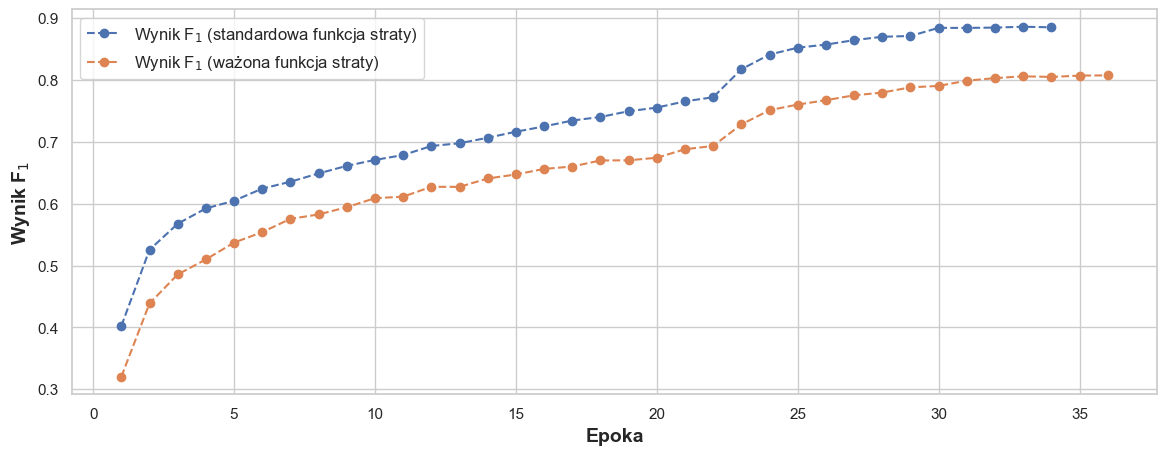 Wynik F₁ (standardowa funkcja straty)
Wynik F₁ (ważona funkcja straty)
Wynik F₁
0.9
0.8
0.7
0.6
0.5
0.4
0.3
0 5 10 15 20 25 30 35
Epoka